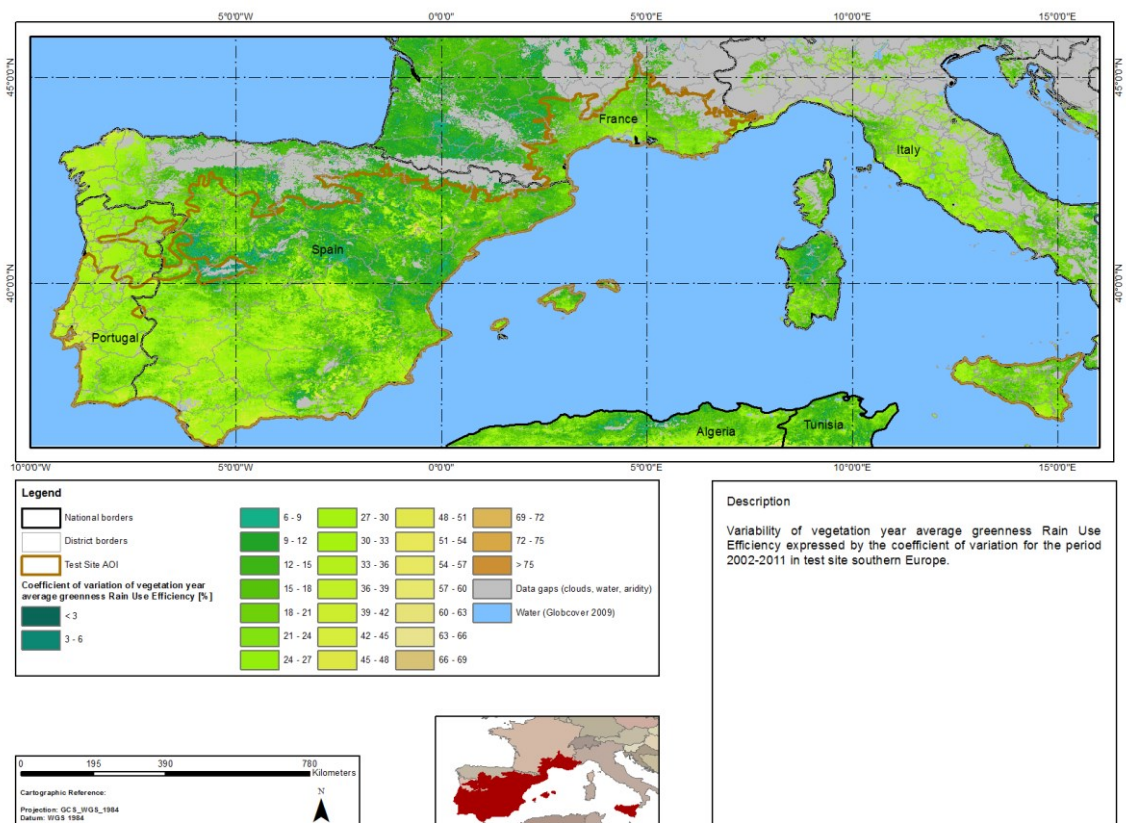 5°0'0"W 0°0'0" 5°0'0"E 10°0'0"E 15°0'0"E
45°0'0"N 45°0'0"N
France
Italy
Spain
40°0'0"N 40°0'0"N
Portugal
Algeria Tunisia
10°0'0"W 5°0'0"W 0°0'0" 5°0'0"E 10°0'0"E 15°0'0"E
Legend
National borders
District borders
Test Site AOI
Coefficient of variation of vegetation year
average greenness Rain Use Efficiency [%]
< 3
3 - 6
6 - 9
9 - 12
12 - 15
15 - 18
18 - 21
21 - 24
24 - 27
27 - 30
30 - 33
33 - 36
36 - 39
39 - 42
42 - 45
45 - 48
48 - 51
51 - 54
54 - 57
57 - 60
60 - 63
63 - 66
66 - 69
69 - 72
72 - 75
> 75
Data gaps (clouds, water, aridity)
Water (Globcover 2009)
Description
Variability of vegetation year average greenness Rain Use
Efficiency expressed by the coefficient of variation for the period
2002-2011 in test site southern Europe.
0 195 390 780
Kilometers
Cartographic Reference:
N
Projection: GCS_WGS_1984
Datum: WGS 1984